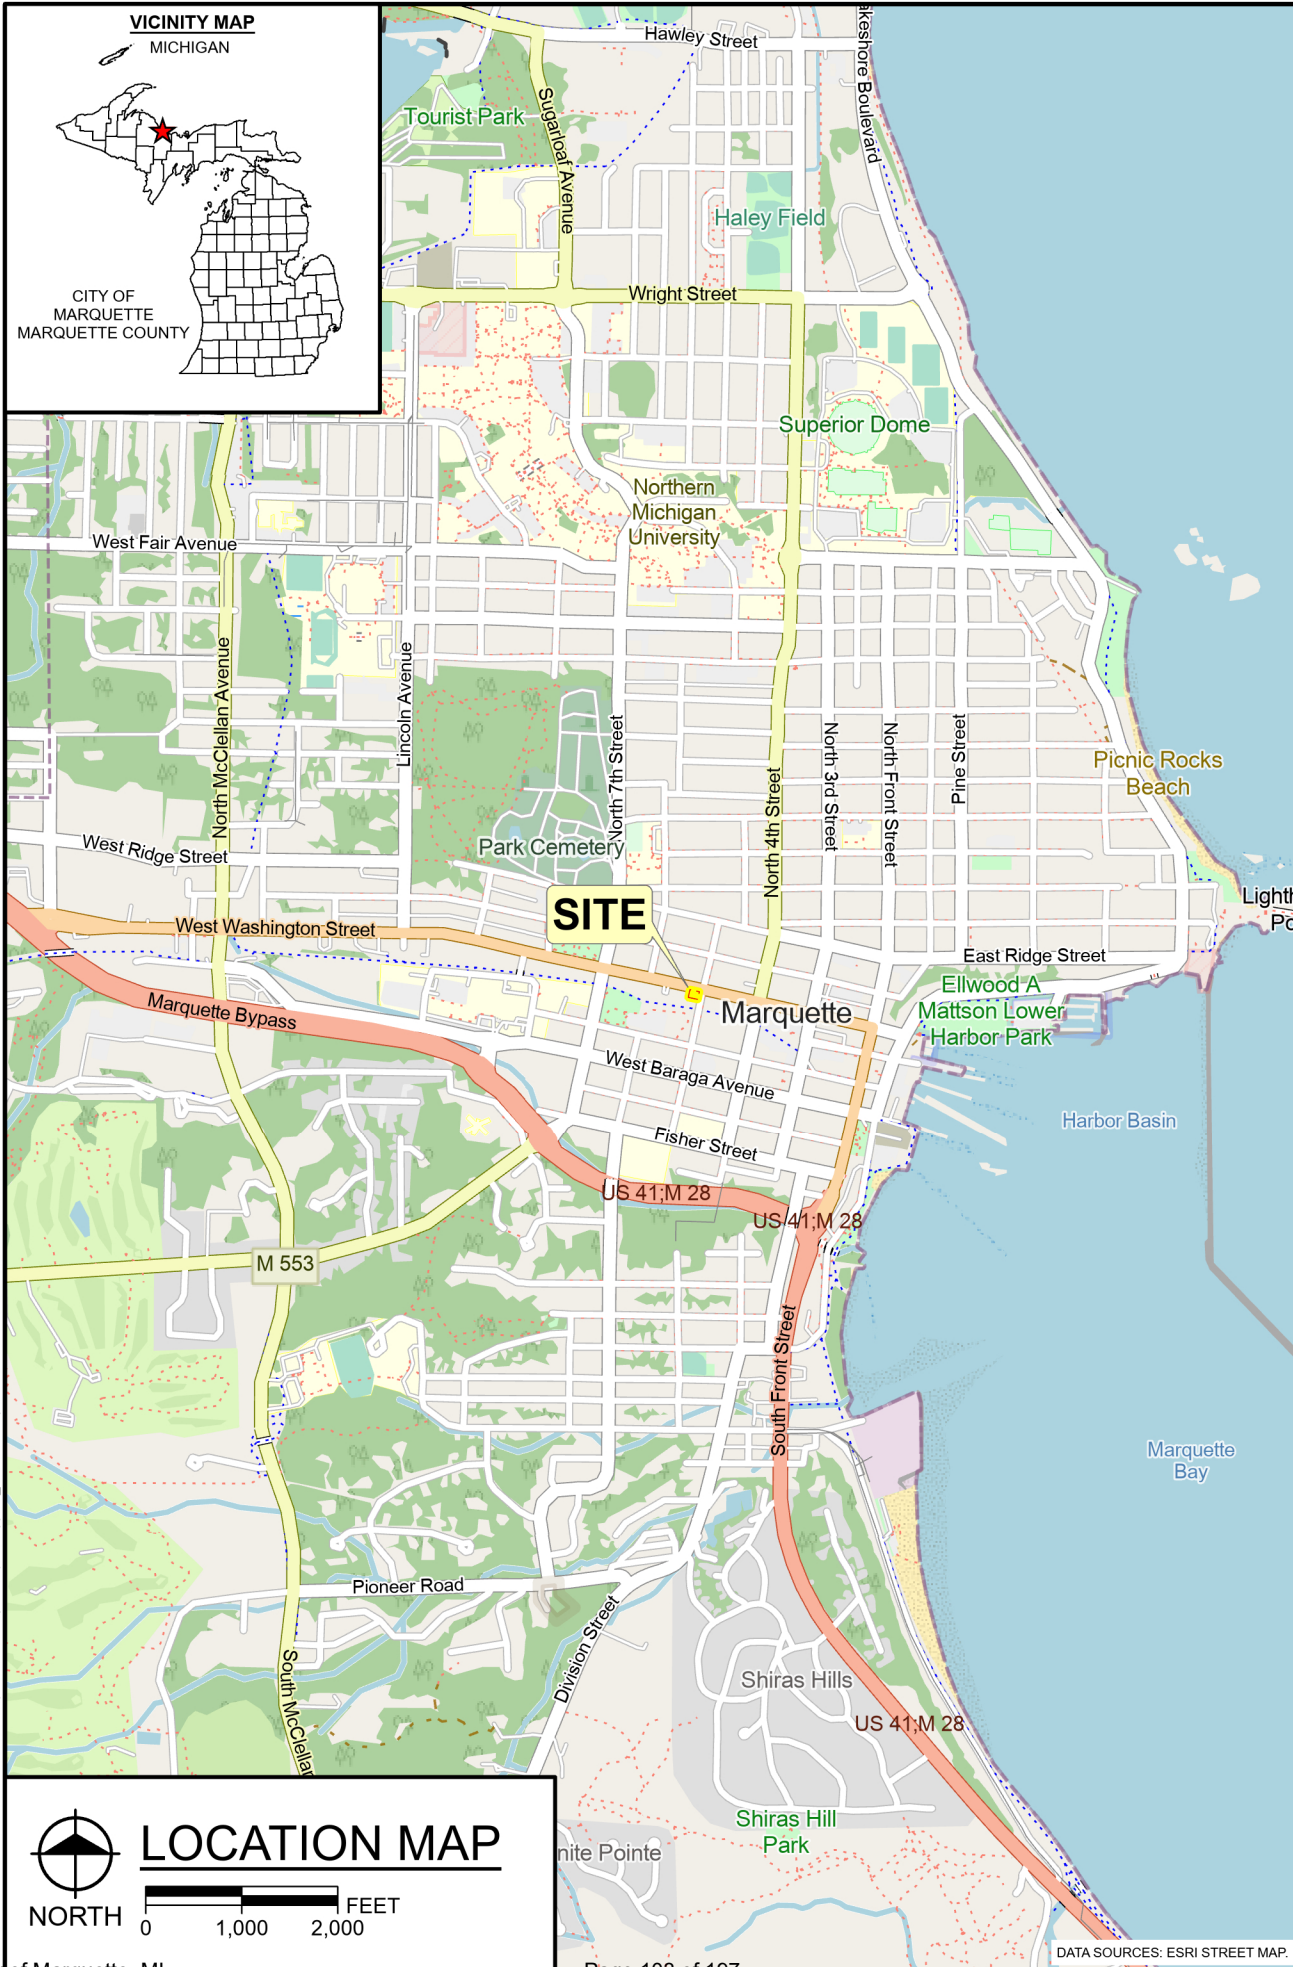 VICINITY MAP
MICHIGAN
CITY OF
MARQUETTE
MARQUETTE COUNTY
Hawley Street
Lakeshore Boulevard
Tourist Park
Sugarloaf Avenue
Haley Field
Wright Street
Superior Dome
Northern
Michigan
University
West Fair Avenue
North McClellan Avenue
Lincoln Avenue
North 7th Street
North 4th Street
North 3rd Street
North Front Street
Pine Street
Picnic Rocks
Beach
West Ridge Street
Park Cemetery
SITE
West Washington Street
East Ridge Street
Marquette Bypass
Marquette
Ellwood A
Mattson Lower
Harbor Park
West Baraga Avenue
Harbor Basin
Fisher Street
US 41;M 28
US 41;M 28
M 553
South Front Street
Marquette
Bay
Pioneer Road
Division Street
South McClellan
Shiras Hills
US 41;M 28
Shiras Hill
Park
nite Pointe
LOCATION MAP
NORTH
0 1,000 2,000 FEET
DATA SOURCES: ESRI STREET MAP.